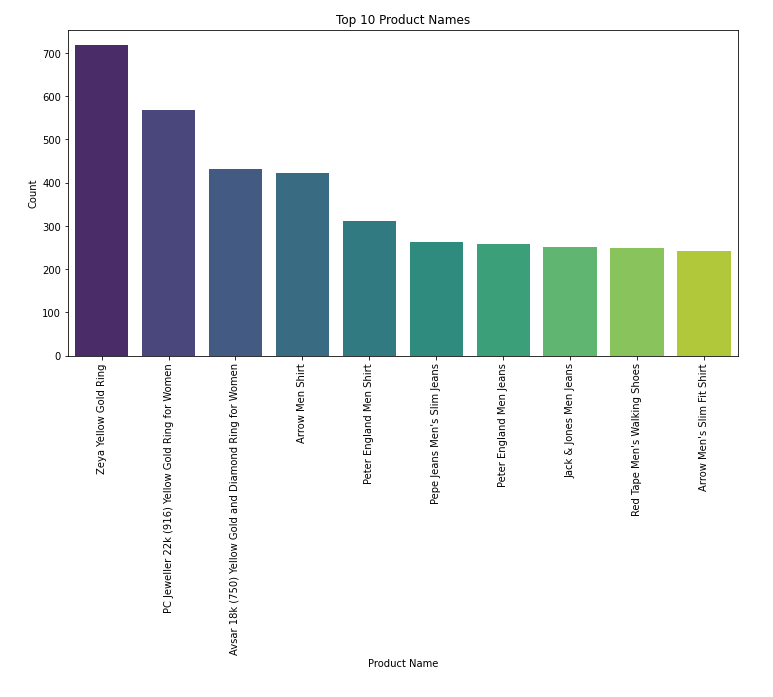 Top 10 Product Names
700
600
500
400
300
200
100
0
Count
Zeya Yellow Gold Ring
PC Jeweller 22k (916) Yellow Gold Ring for Women
Avsar 18k (750) Yellow Gold and Diamond Ring for Women
Arrow Men Shirt
Peter England Men Shirt
Pepe Jeans Men's Slim Jeans
Peter England Men Jeans
Jack & Jones Men Jeans
Red Tape Men's Walking Shoes
Arrow Men's Slim Fit Shirt
Product Name